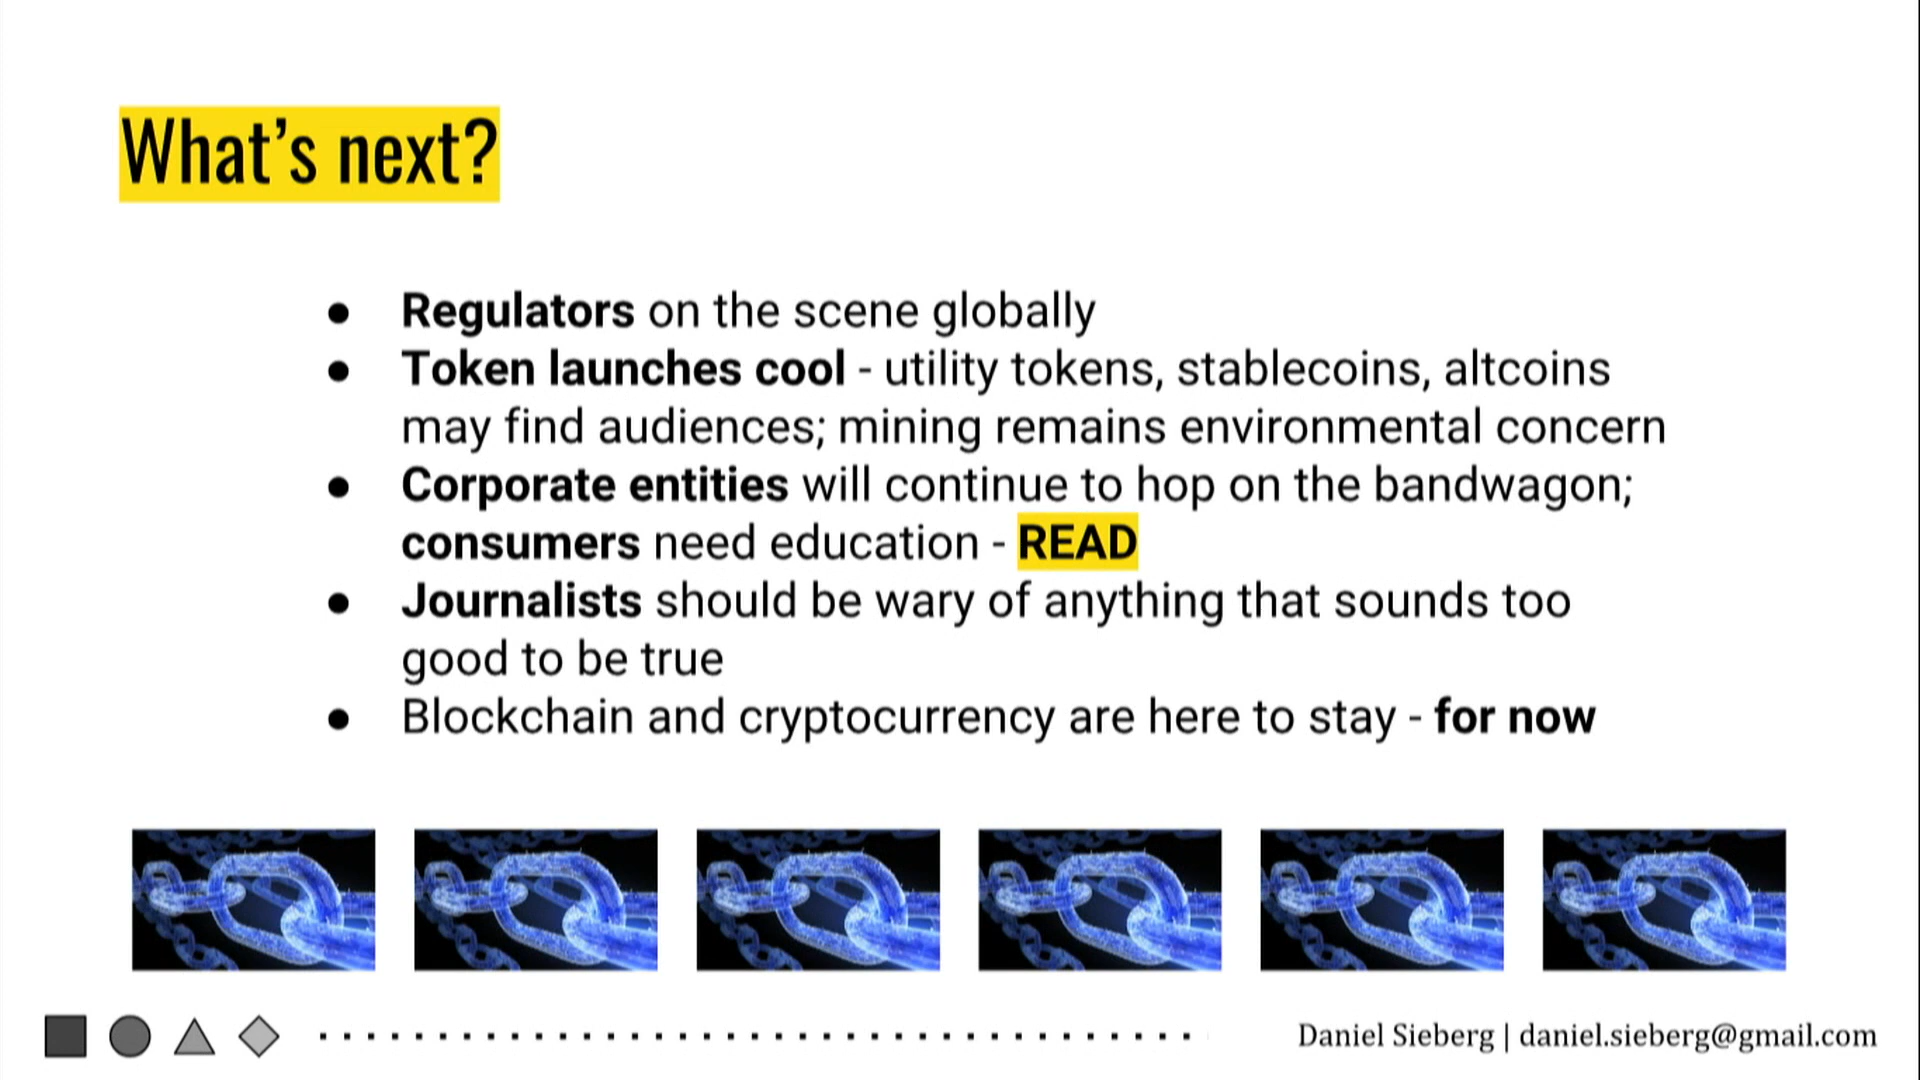 What’s next?
● Regulators on the scene globally
● Token launches cool - utility tokens, stablecoins, altcoins
may find audiences; mining remains environmental concern
● Corporate entities will continue to hop on the bandwagon;
consumers need education - READ
● Journalists should be wary of anything that sounds too
good to be true
● Blockchain and cryptocurrency are here to stay - for now
Daniel Sieberg | daniel.sieberg@gmail.com